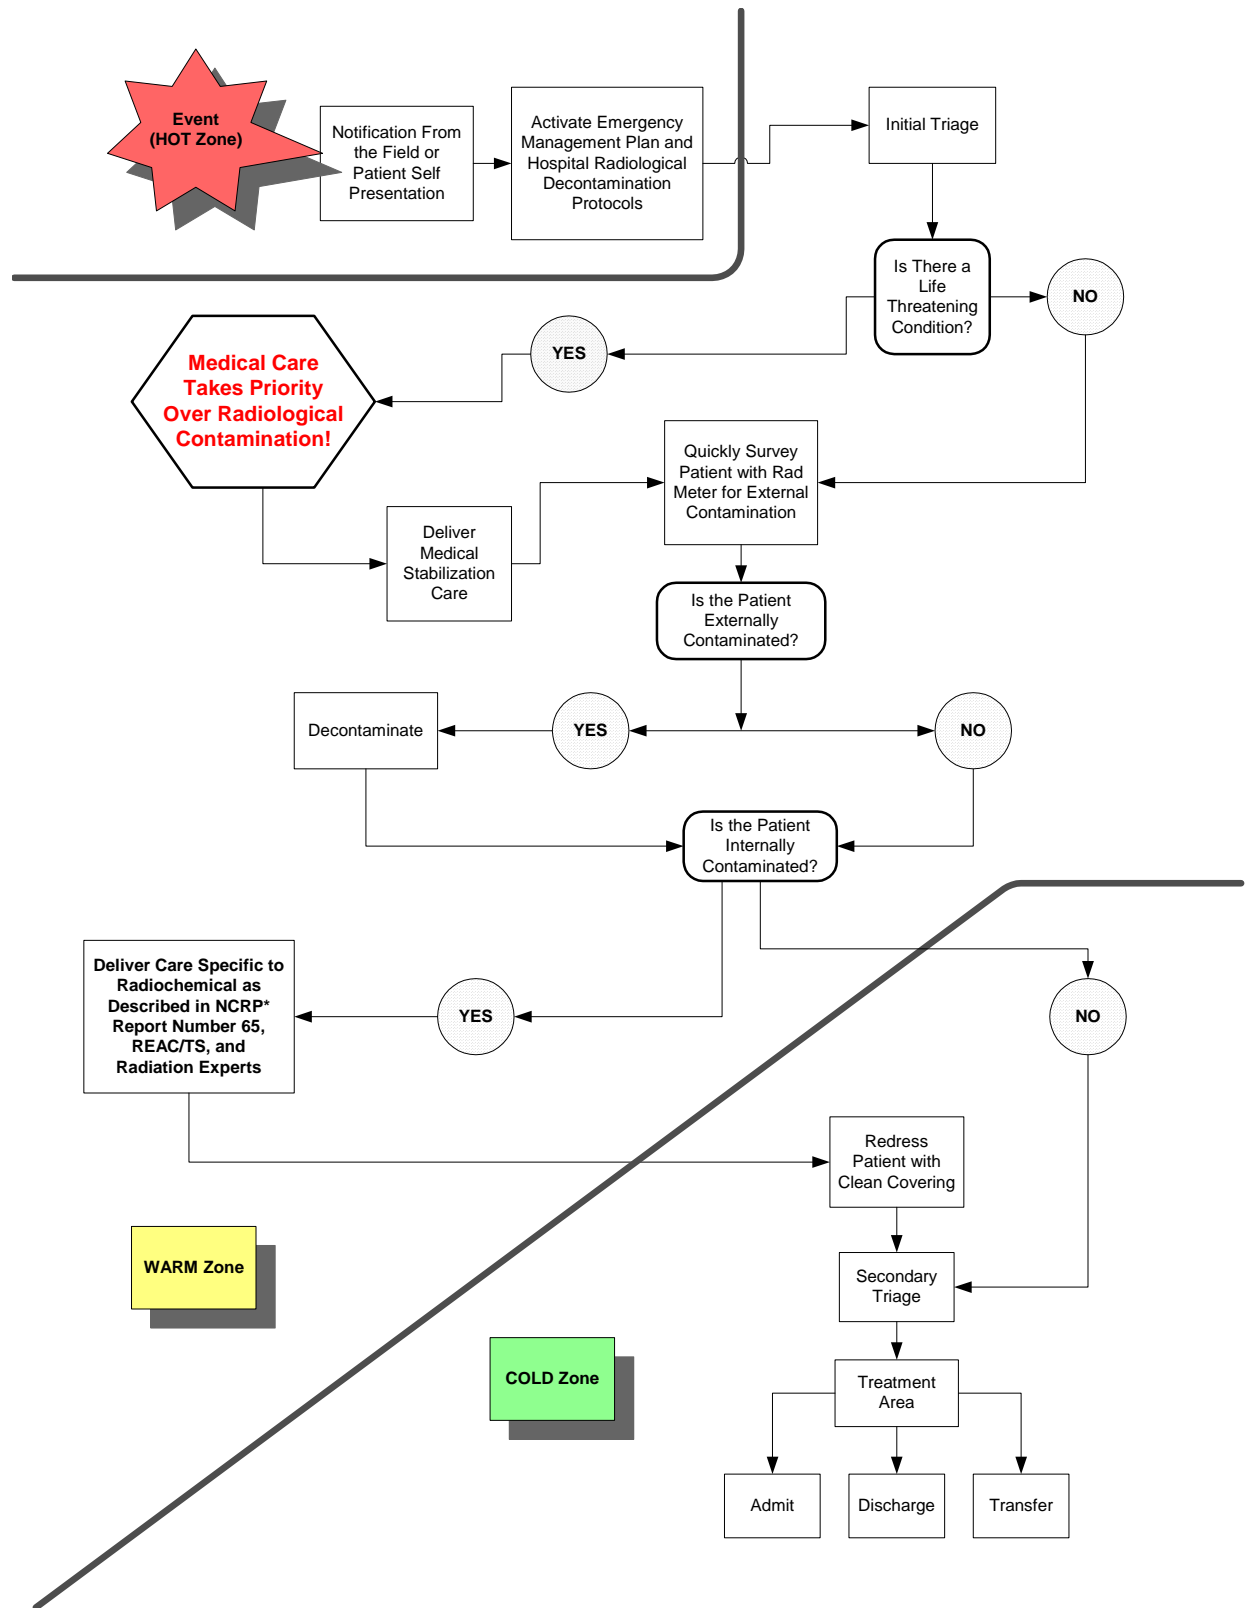 Event
(HOT Zone)
Notification From
the Field or
Patient Self
Presentation
Activate Emergency
Management Plan and
Hospital Radiological
Decontamination
Protocols
Initial Triage
Is There a
Life
Threatening
Condition?
NO
YES
Medical Care
Takes Priority
Over Radiological
Contamination!
Quickly Survey
Patient with Rad
Meter for External
Contamination
Deliver
Medical
Stabilization
Care
Is the Patient
Externally
Contaminated?
Decontaminate
YES
NO
Is the Patient
Internally
Contaminated?
Deliver Care Specific to
Radiochemical as
Described in NCRP*
Report Number 65,
REAC/TS, and
Radiation Experts
YES
NO
Redress
Patient with
Clean Covering
WARM Zone
Secondary
Triage
COLD Zone
Treatment
Area
Admit
Discharge
Transfer